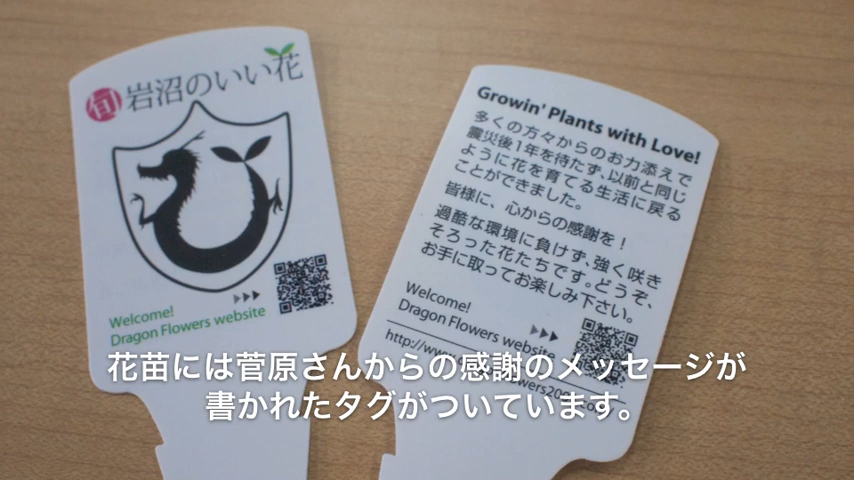 旬 岩沼のいい花
Welcome!
Dragon Flowers website
Growin' Plants with Love!
多くの方々からのお力添えで
震災後1年を待たず、以前と同じ
ように花を育てる生活に戻る
ことができました。
皆様に、心からの感謝を！
過酷な環境に負けず、強く咲き
そろった花たちです。どうぞ、
お手に取ってお楽しみ下さい。
Welcome!
Dragon Flowers website
花苗には菅原さんからの感謝のメッセージが
書かれたタグがついています。